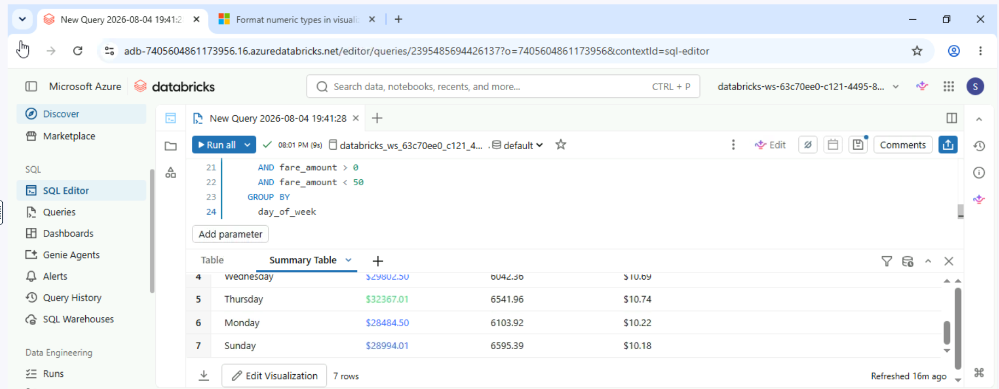 New Query 2026-08-04 19:41:2
Format numeric types in visuali
adb-7405604861173956.16.azuredatabricks.net/editor/queries/2395485694426137?o=7405604861173956&contextId=sql-editor
Microsoft Azure databricks
Search data, notebooks, recents, and more... CTRL + P
databricks-ws-63c70ee0-c121-4495-8... S
Discover
Marketplace
SQL
SQL Editor
Queries
Dashboards
Genie Agents
Alerts
Query History
SQL Warehouses
Data Engineering
Runs
New Query 2026-08-04 19:41:28
Run all 08:01 PM (9s) databricks_ws_63c70ee0_c121_4... . default Edit Comments
21 AND fare_amount > 0
22 AND fare_amount < 50
23 GROUP BY
24 day_of_week
Add parameter
Table Summary Table
4 Wednesday $29802.50 6042.36 $10.69
5 Thursday $32367.01 6541.96 $10.74
6 Monday $28484.50 6103.92 $10.22
7 Sunday $28994.01 6595.39 $10.18
Edit Visualization 7 rows Refreshed 16m ago